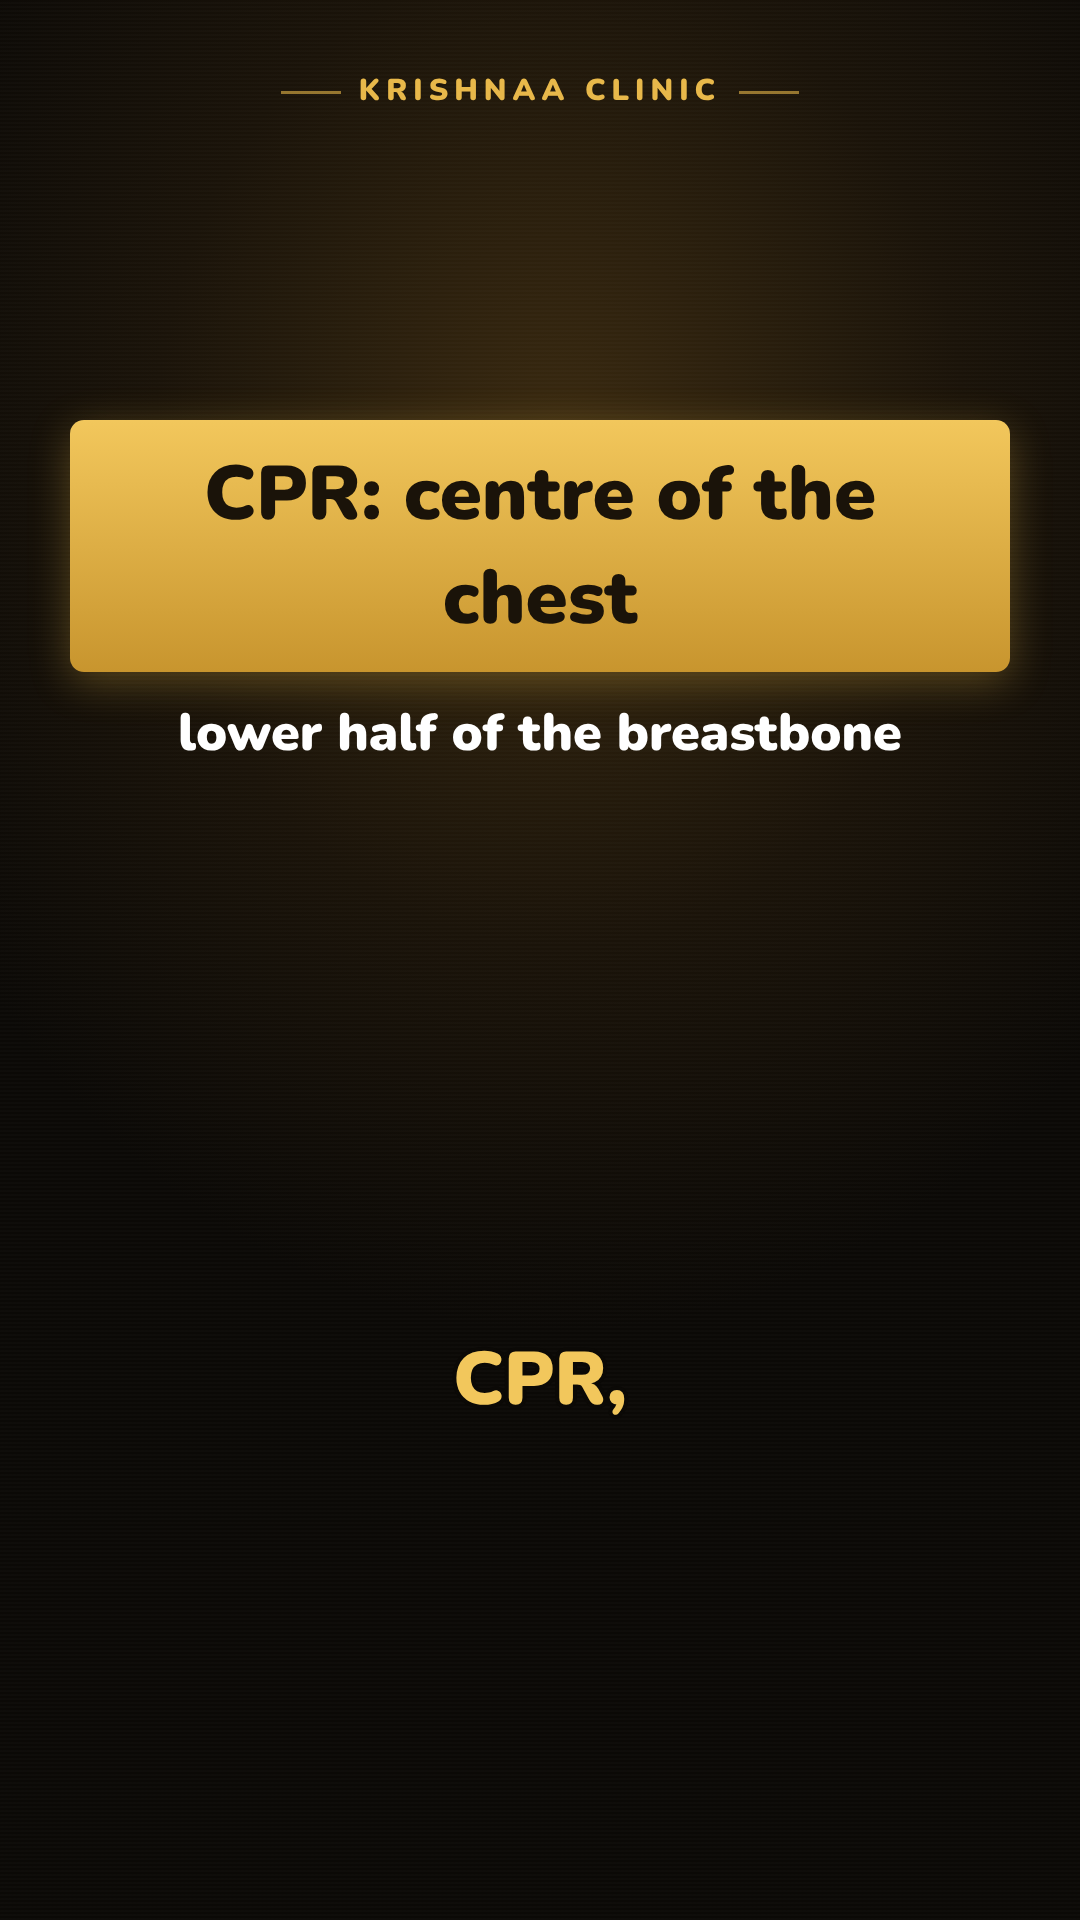 KRISHNAA CLINIC
CPR: centre of the
chest
lower half of the breastbone
CPR,